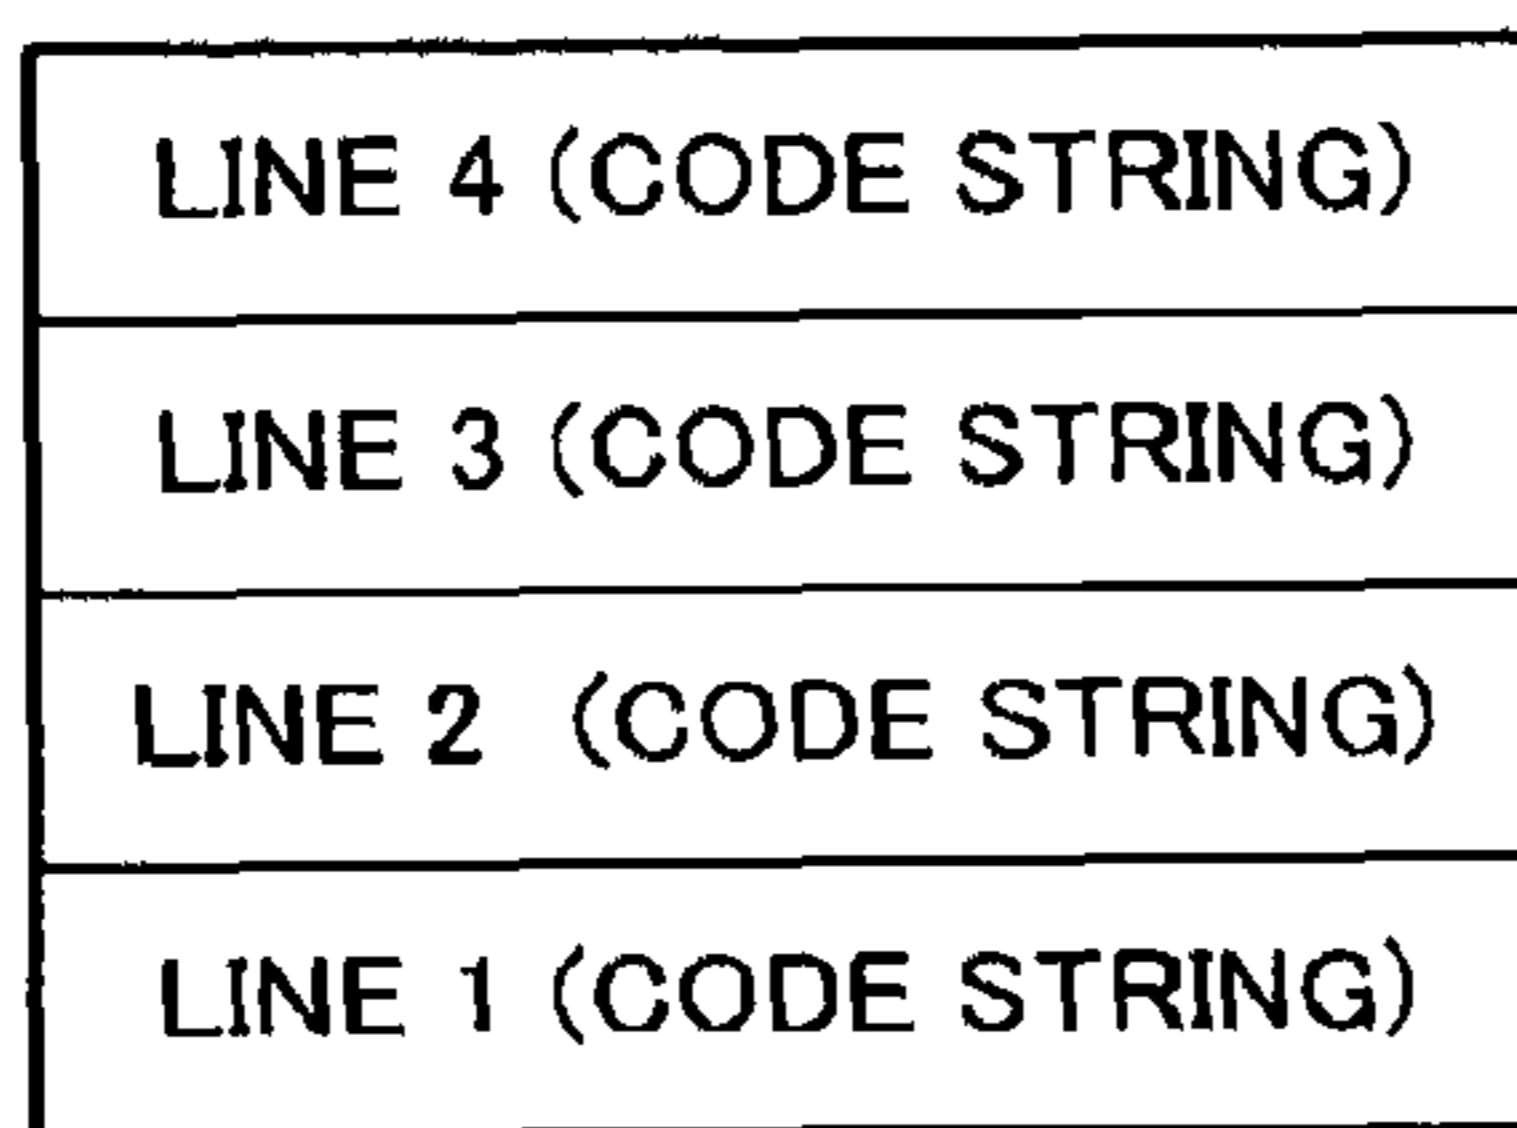 LINE 4 (CODE STRING)
LINE 3 (CODE STRING)
LINE 2 (CODE STRING)
LINE 1 (CODE STRING)